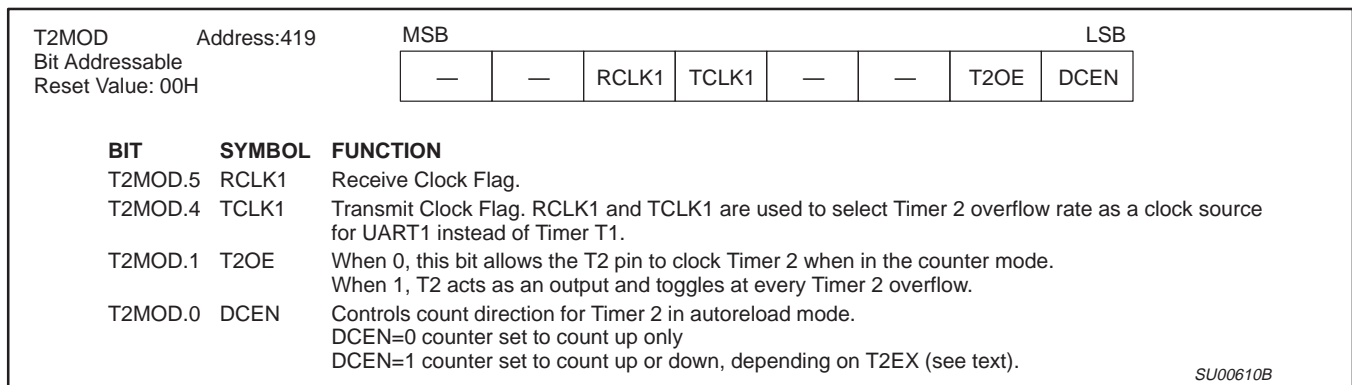 T2MOD Address:419 MSB LSB
Bit Addressable
Reset Value: 00H
— — RCLK1 TCLK1 — — T2OE DCEN
BIT SYMBOL FUNCTION
T2MOD.5 RCLK1 Receive Clock Flag.
T2MOD.4 TCLK1 Transmit Clock Flag. RCLK1 and TCLK1 are used to select Timer 2 overflow rate as a clock source
for UART1 instead of Timer T1.
T2MOD.1 T2OE When 0, this bit allows the T2 pin to clock Timer 2 when in the counter mode.
When 1, T2 acts as an output and toggles at every Timer 2 overflow.
T2MOD.0 DCEN Controls count direction for Timer 2 in autoreload mode.
DCEN=0 counter set to count up only
DCEN=1 counter set to count up or down, depending on T2EX (see text).
SU00610B